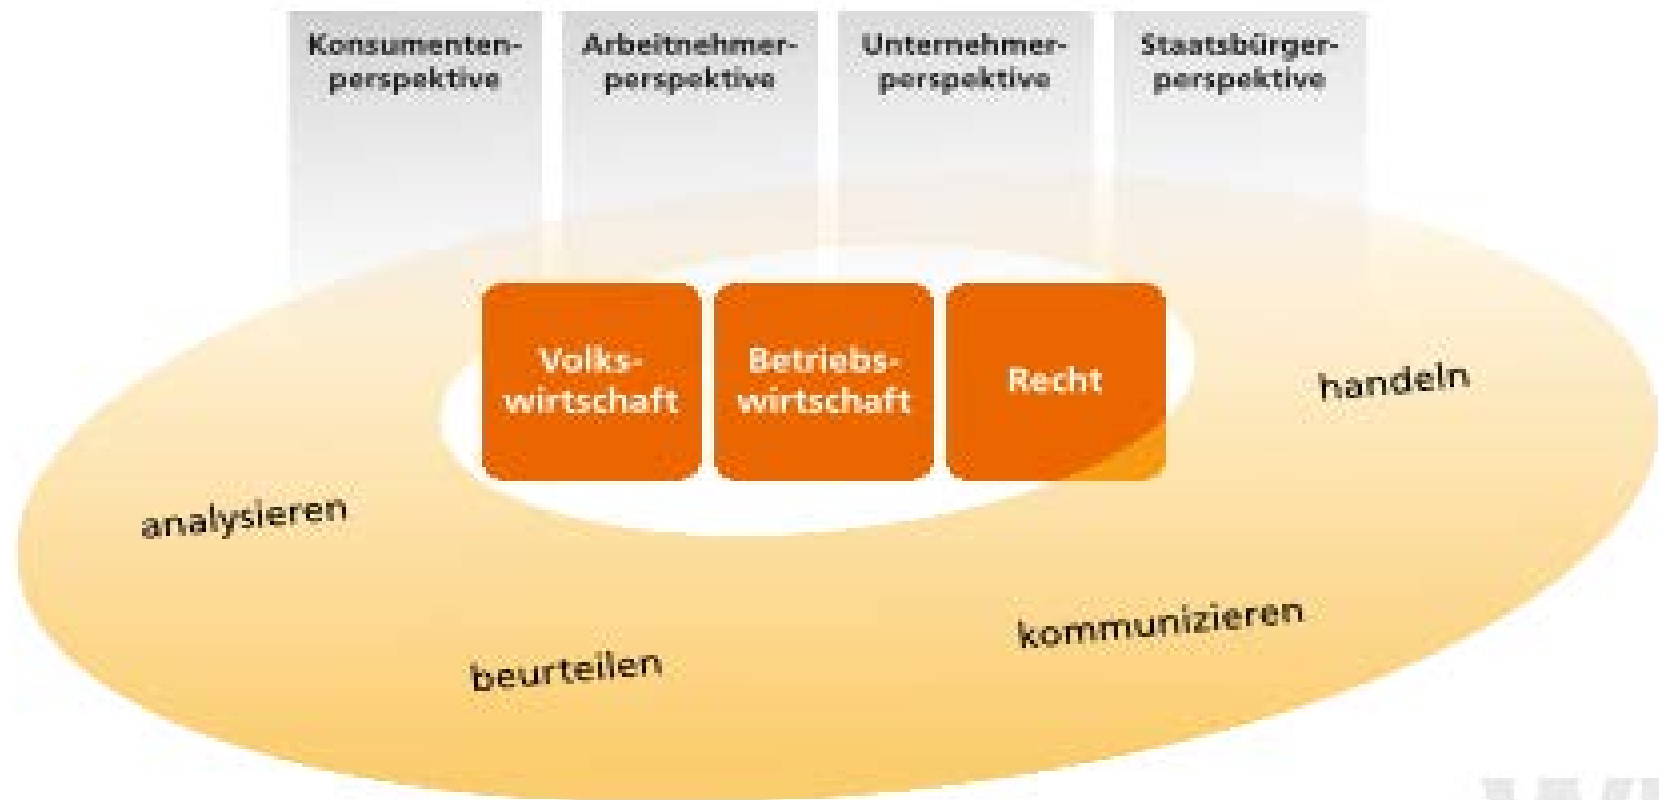 Konsumenten-
perspektive
Arbeitnehmer-
perspektive
Unternehmer-
perspektive
Staatsbürger-
perspektive
Volks-
wirtschaft
Betriebs-
wirtschaft
Recht
handeln
analysieren
kommunizieren
beurteilen